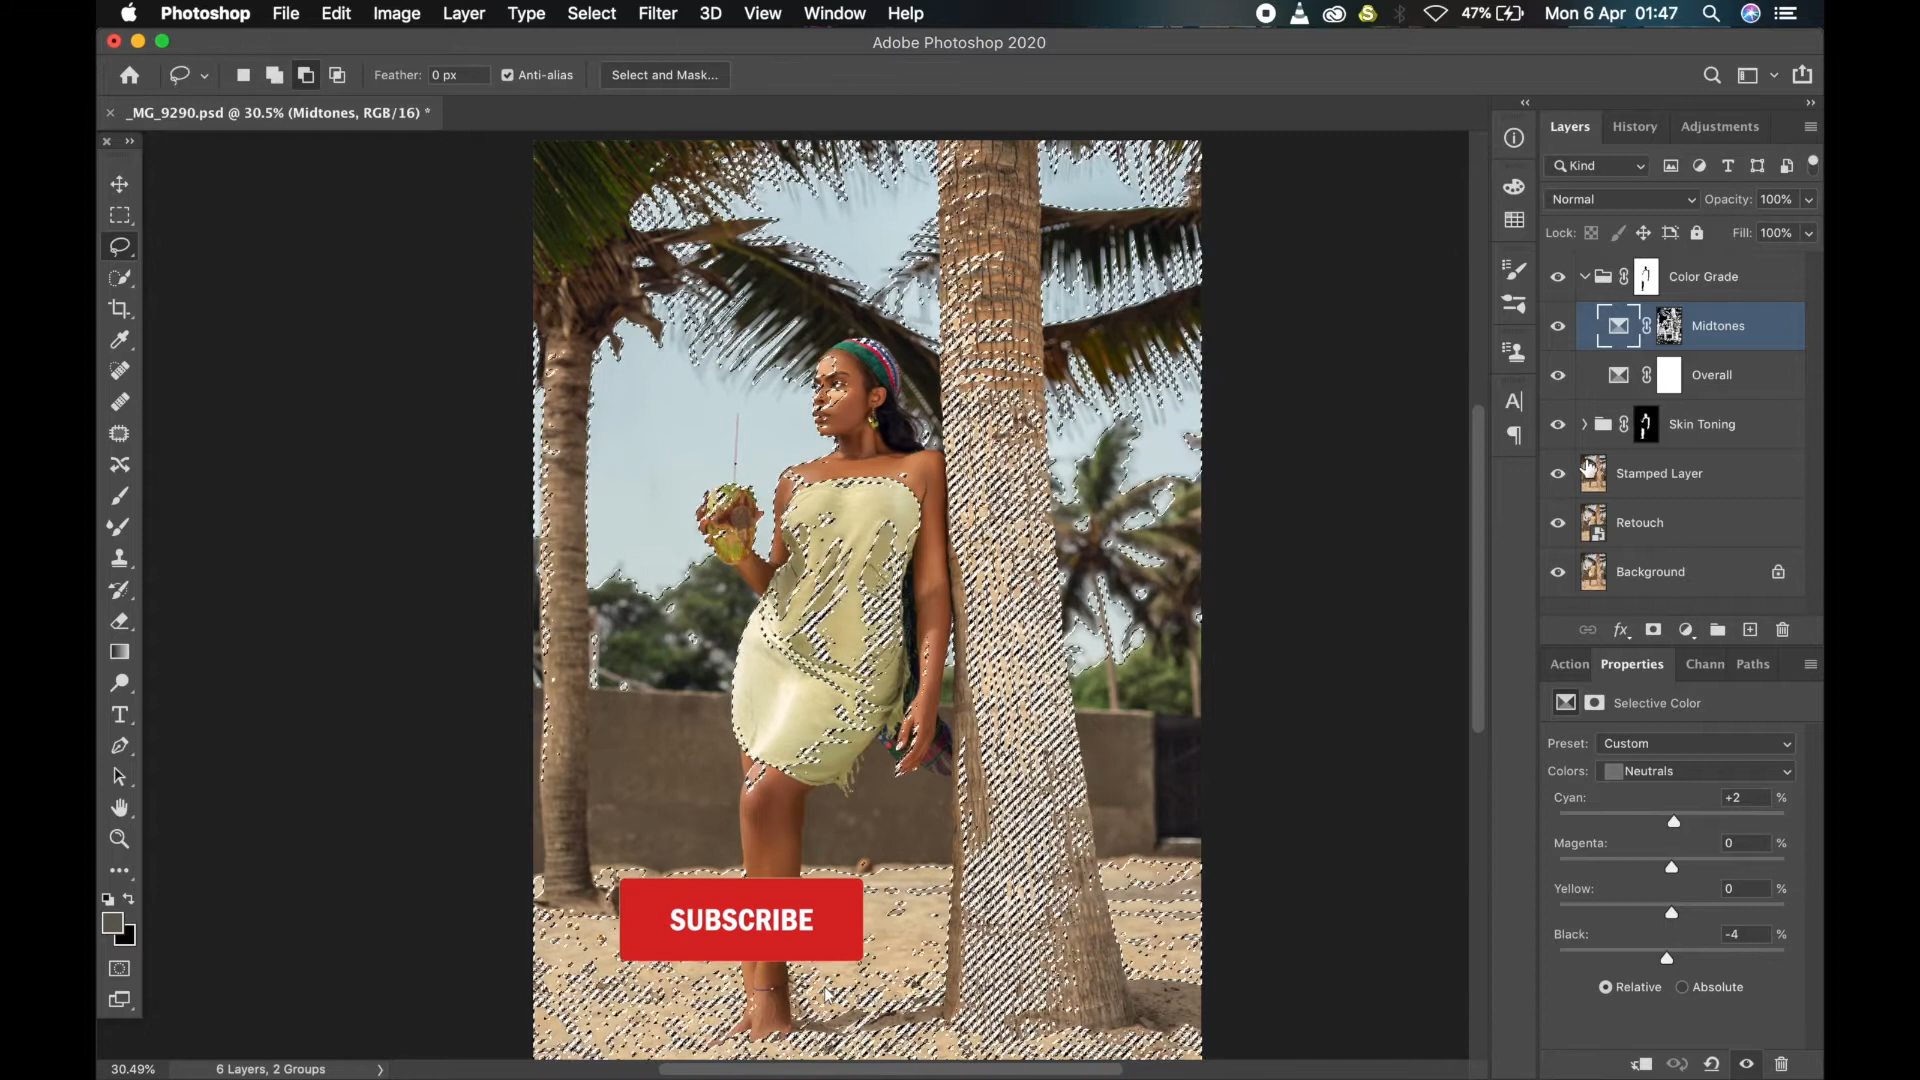 Photoshop File Edit Image Layer Type Select Filter 3D View Window Help 47% Mon 6 Apr 01:47
Adobe Photoshop 2020
Feather: 0 px Anti-alias Select and Mask...
_MG_9290.psd @ 30.5% (Midtones, RGB/16) *
Layers History Adjustments
Kind
Normal Opacity: 100%
Lock: Fill: 100%
Color Grade
Midtones
Overall
Skin Toning
Stamped Layer
Retouch
Background
Action Properties Chann Paths
Selective Color
Preset: Custom
Colors: Neutrals
Cyan: +2 %
Magenta: 0 %
Yellow: 0 %
Black: -4 %
Relative Absolute
SUBSCRIBE
30.49% 6 Layers, 2 Groups